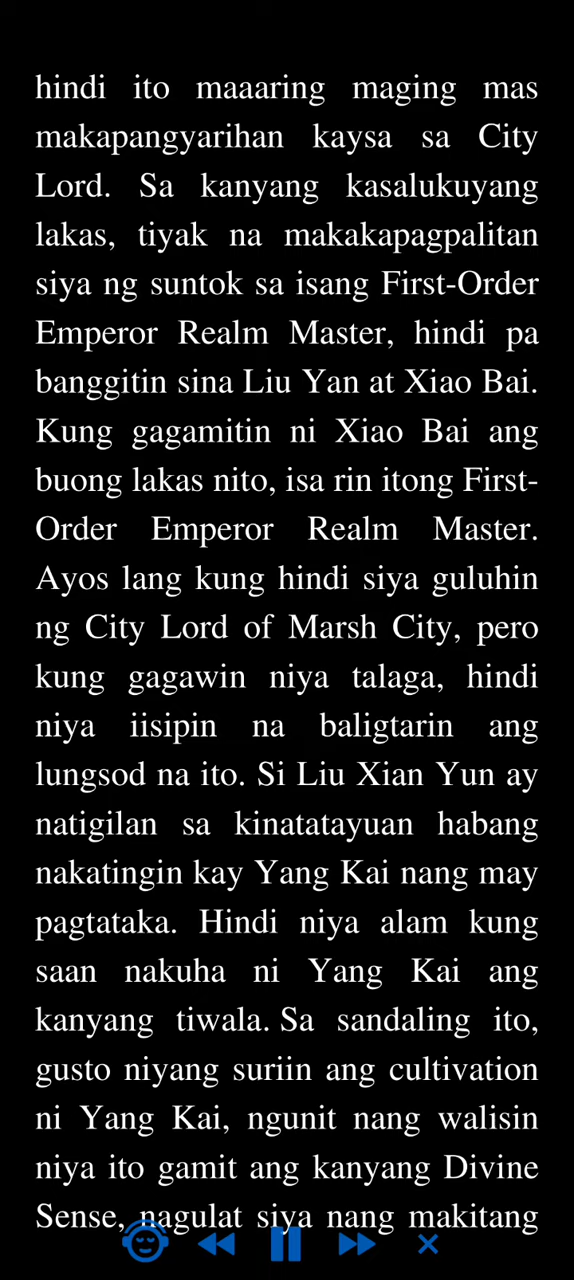 hindi ito maaaring maging mas
makapangyarihan kaysa sa City
Lord. Sa kanyang kasalukuyang
lakas, tiyak na makakapagpalitan
siya ng suntok sa isang First-Order
Emperor Realm Master, hindi pa
banggitin sina Liu Yan at Xiao Bai.
Kung gagamitin ni Xiao Bai ang
buong lakas nito, isa rin itong First-
Order Emperor Realm Master.
Ayos lang kung hindi siya guluhin
ng City Lord of Marsh City, pero
kung gagawin niya talaga, hindi
niya iisipin na baligtarin ang
lungsod na ito. Si Liu Xian Yun ay
natigilan sa kinatatayuan habang
nakatingin kay Yang Kai nang may
pagtataka. Hindi niya alam kung
saan nakuha ni Yang Kai ang
kanyang tiwala. Sa sandaling ito,
gusto niyang suriin ang cultivation
ni Yang Kai, ngunit nang walisin
niya ito gamit ang kanyang Divine
Sense, nagulat siya nang makitang